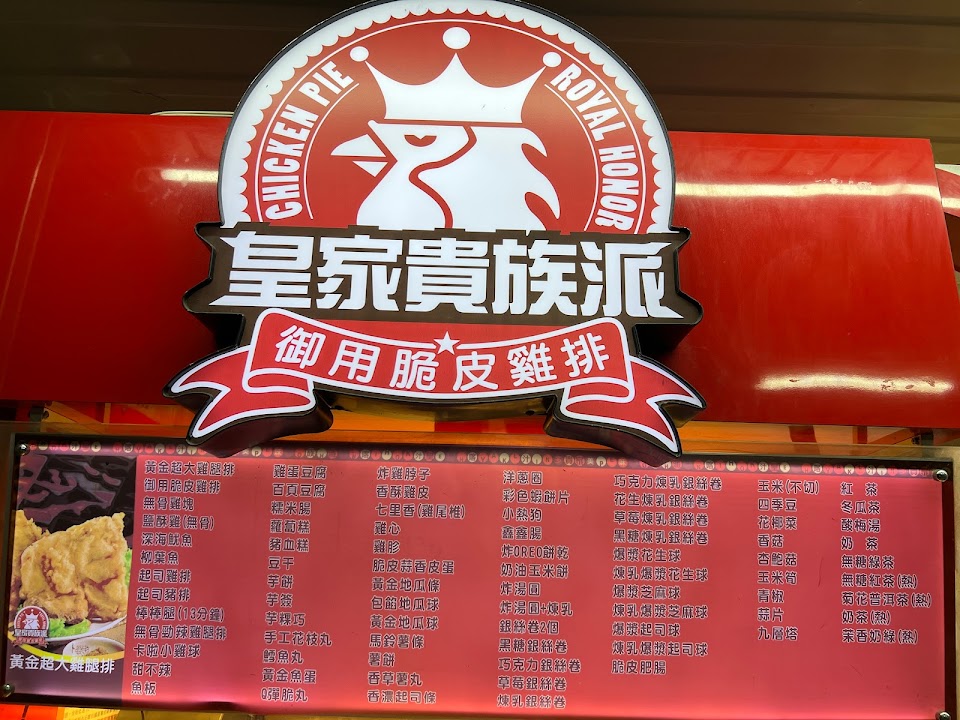 CHICKEN PIE
ROYAL HONOR
皇家貴族派
御用脆皮雞排
黃金超大雞腿排
御用脆皮雞排
無骨雞塊
鹽酥雞(無骨)
深海魷魚
柳葉魚
起司雞排
起司豬排
棒棒腿(13分鐘)
無骨勁辣雞腿排
卡啦小雞球
甜不辣
魚板
雞蛋豆腐
百頁豆腐
糯米腸
蘿蔔糕
豬血糕
豆干
芋餅
芋簽
芋粿巧
手工花枝丸
鱈魚丸
黃金魚蛋
Q彈脆丸
炸雞脖子
香酥雞皮
七里香(雞尾椎)
雞心
雞胗
脆皮蒜香皮蛋
黃金地瓜條
包餡地瓜球
黃金地瓜球
馬鈴薯條
薯餅
香草薯丸
香濃起司條
洋蔥圈
彩色蝦餅片
小熱狗
鑫鑫腸
炸OREO餅乾
奶油玉米餅
炸湯圓
炸湯圓+煉乳
銀絲卷2個
黑糖銀絲卷
巧克力銀絲卷
草莓銀絲卷
煉乳銀絲卷
巧克力煉乳銀絲卷
花生煉乳銀絲卷
草莓煉乳銀絲卷
黑糖煉乳銀絲卷
爆漿花生球
煉乳爆漿花生球
爆漿芝麻球
煉乳爆漿芝麻球
爆漿起司球
煉乳爆漿起司球
脆皮肥腸
玉米(不切)
四季豆
花椰菜
香菇
杏鮑菇
玉米筍
青椒
蒜片
九層塔
紅 茶
冬瓜茶
酸梅湯
奶 茶
無糖綠茶
無糖紅茶(熱)
菊花普洱茶(熱)
奶茶(熱)
茉香奶綠(熱)
黃金超大雞腿排